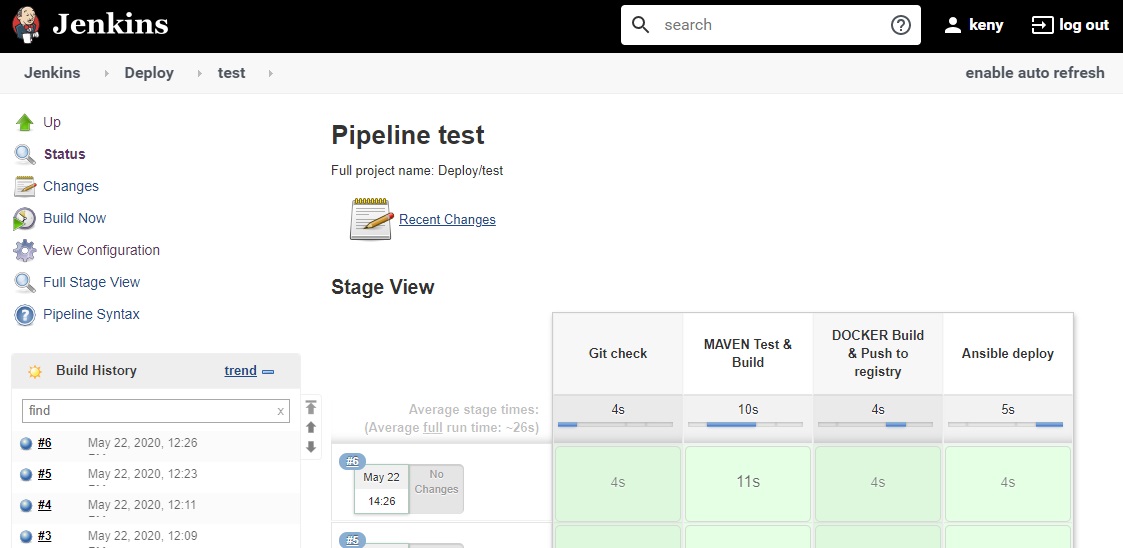 Jenkins
search
keny
log out
Jenkins
Deploy
test
enable auto refresh
Up
Status
Changes
Build Now
View Configuration
Full Stage View
Pipeline Syntax
Build History
trend
find
x
#6 May 22, 2020, 12:26
#5 May 22, 2020, 12:23
#4 May 22, 2020, 12:11
#3 May 22, 2020, 12:09
Pipeline test
Full project name: Deploy/test
Recent Changes
Stage View
Git check
MAVEN Test &
Build
DOCKER Build
& Push to
registry
Ansible deploy
Average stage times:
(Average full run time: ~26s)
4s
10s
4s
5s
#6
May 22
14:26
No
Changes
4s
11s
4s
4s
#5